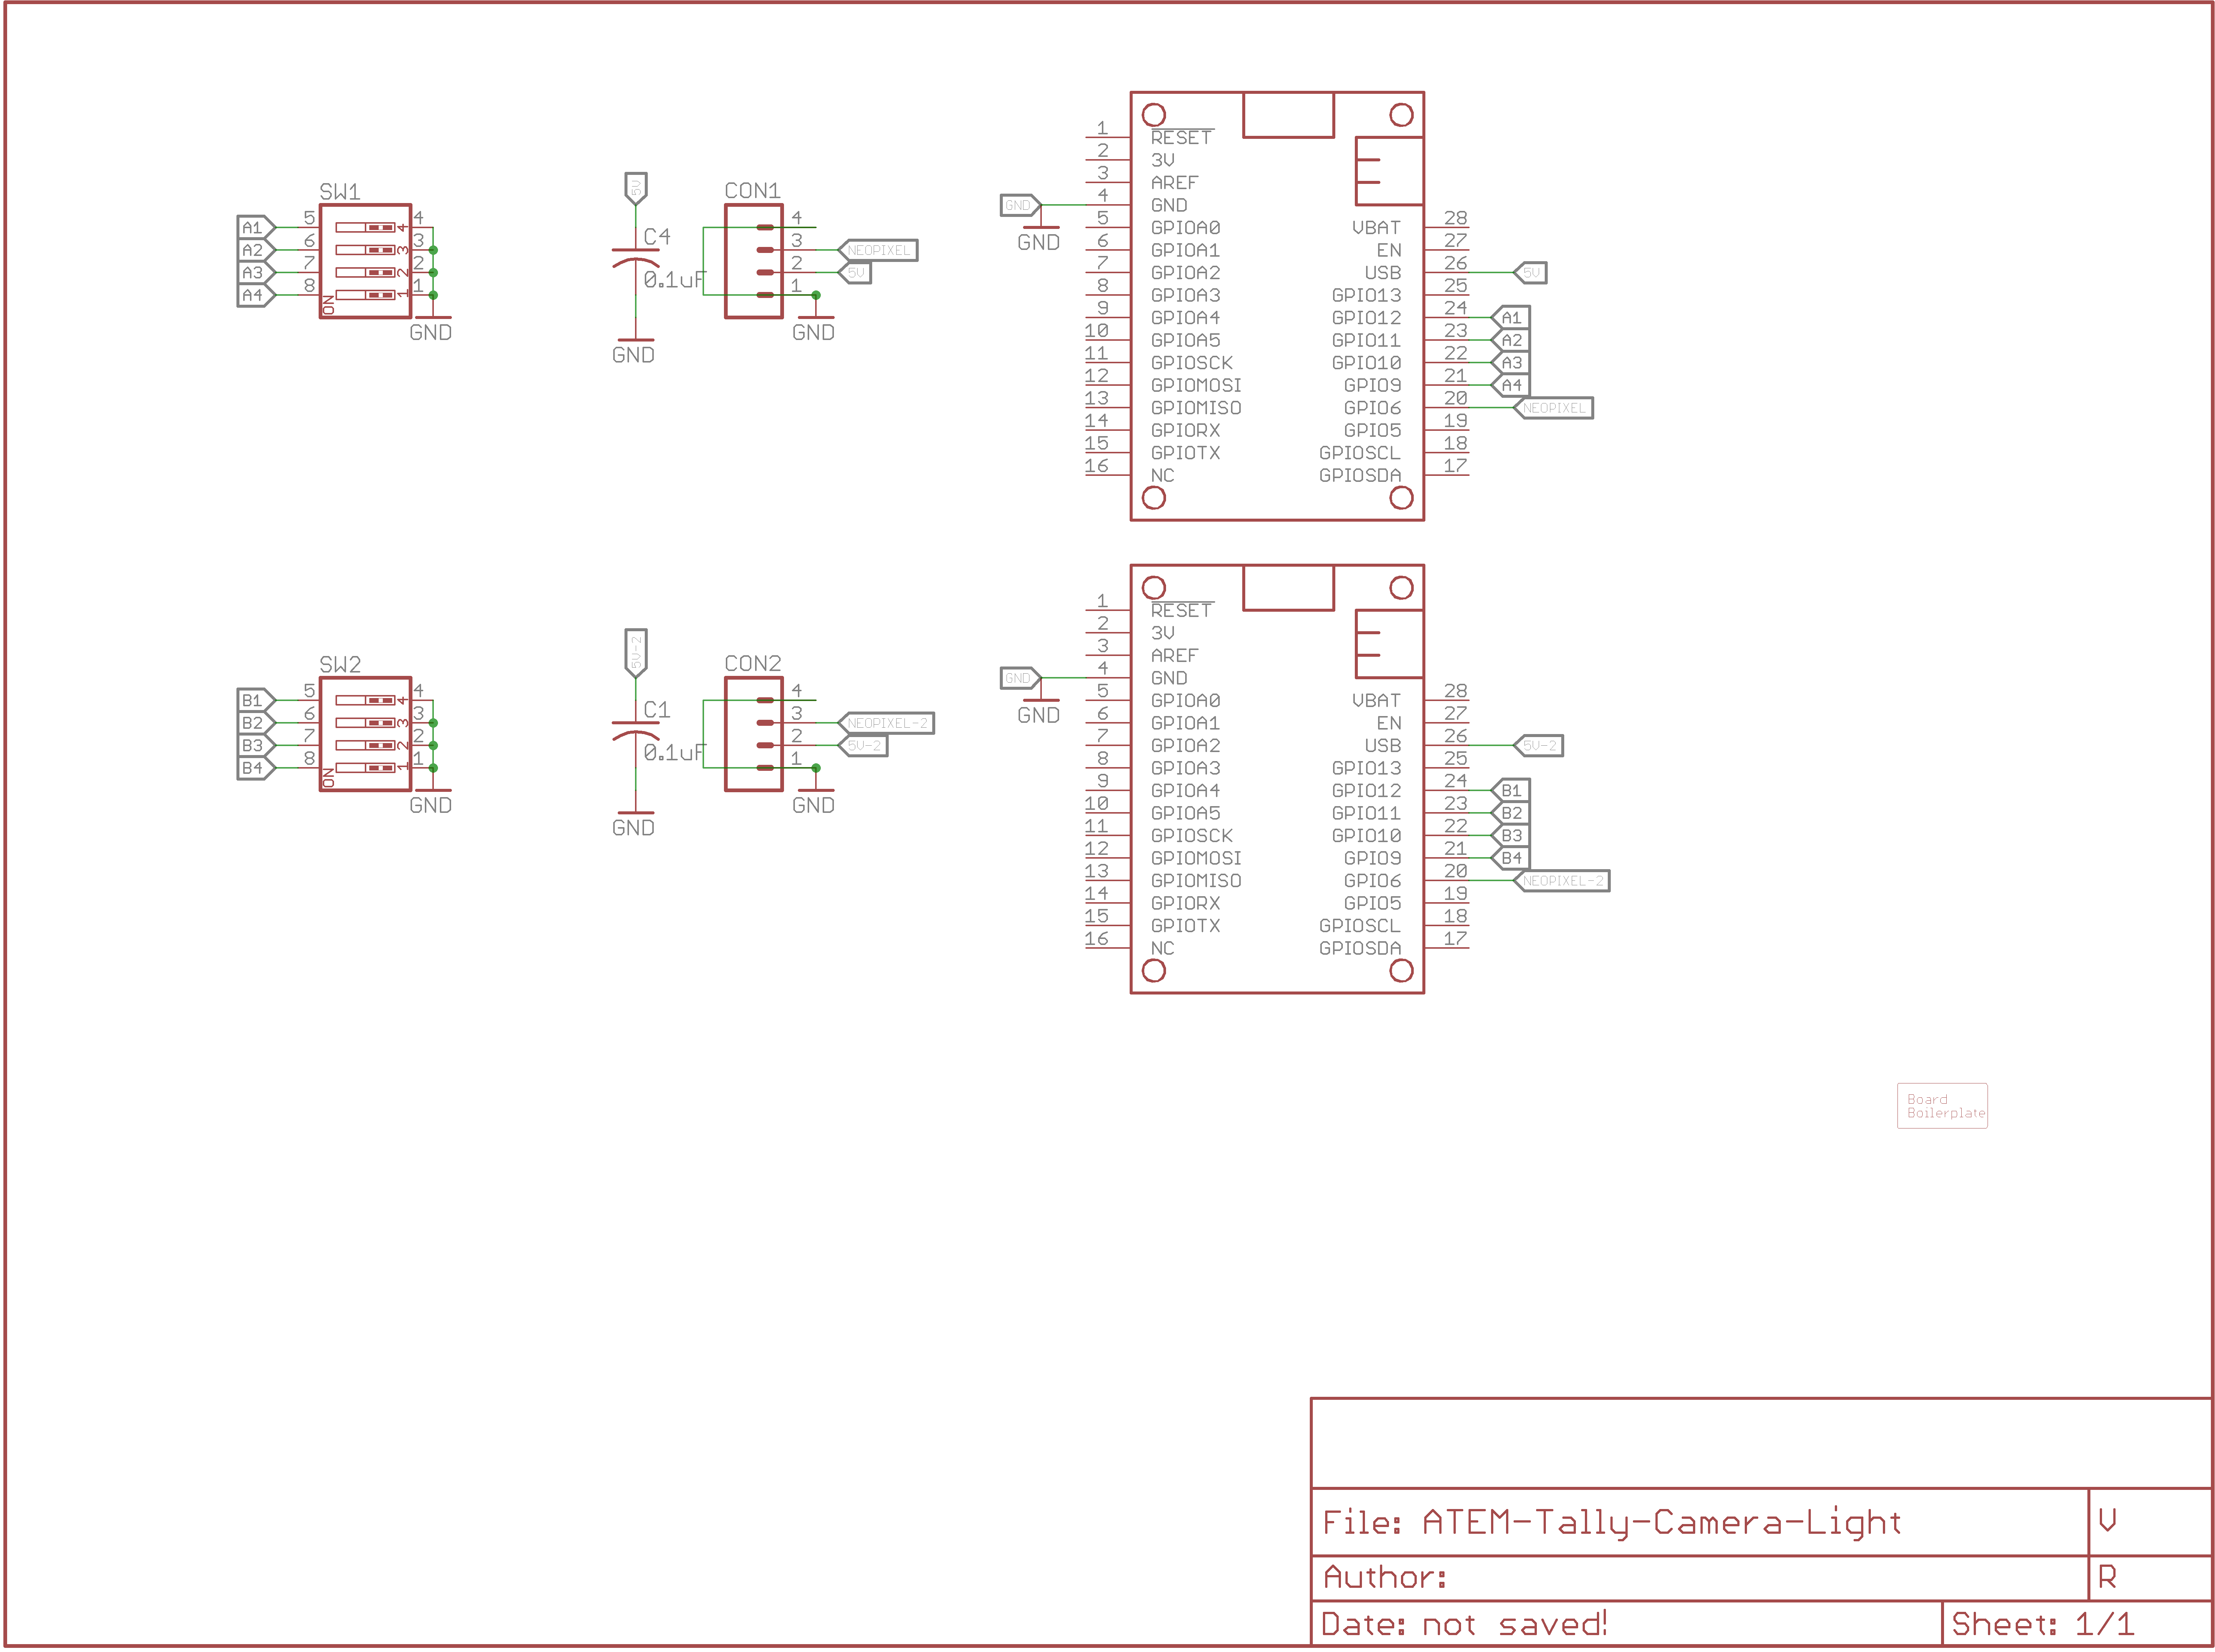 SW1
A1 5 4 4
A2 6 3 3
A3 7 2 2
A4 8 1 1
ON
GND
5V
C4
0.1uF
GND
CON1
4
3 NEOPIXEL
2 5V
1
GND
GND
GND
1 RESET
2 3V
3 AREF
4 GND
5 GPIOA0
6 GPIOA1
7 GPIOA2
8 GPIOA3
9 GPIOA4
10 GPIOA5
11 GPIOSCK
12 GPIOMOSI
13 GPIOMISO
14 GPIORX
15 GPIOTX
16 NC
VBAT 28
EN 27
USB 26 5V
GPIO13 25
GPIO12 24 A1
GPIO11 23 A2
GPIO10 22 A3
GPIO9 21 A4
GPIO6 20 NEOPIXEL
GPIO5 19
GPIOSCL 18
GPIOSDA 17
SW2
B1 5 4 4
B2 6 3 3
B3 7 2 2
B4 8 1 1
ON
GND
5V-2
C1
0.1uF
GND
CON2
4
3 NEOPIXEL-2
2 5V-2
1
GND
GND
GND
1 RESET
2 3V
3 AREF
4 GND
5 GPIOA0
6 GPIOA1
7 GPIOA2
8 GPIOA3
9 GPIOA4
10 GPIOA5
11 GPIOSCK
12 GPIOMOSI
13 GPIOMISO
14 GPIORX
15 GPIOTX
16 NC
VBAT 28
EN 27
USB 26 5V-2
GPIO13 25
GPIO12 24 B1
GPIO11 23 B2
GPIO10 22 B3
GPIO9 21 B4
GPIO6 20 NEOPIXEL-2
GPIO5 19
GPIOSCL 18
GPIOSDA 17
Board
Boilerplate
File: ATEM-Tally-Camera-Light V
Author: R
Date: not saved! Sheet: 1/1